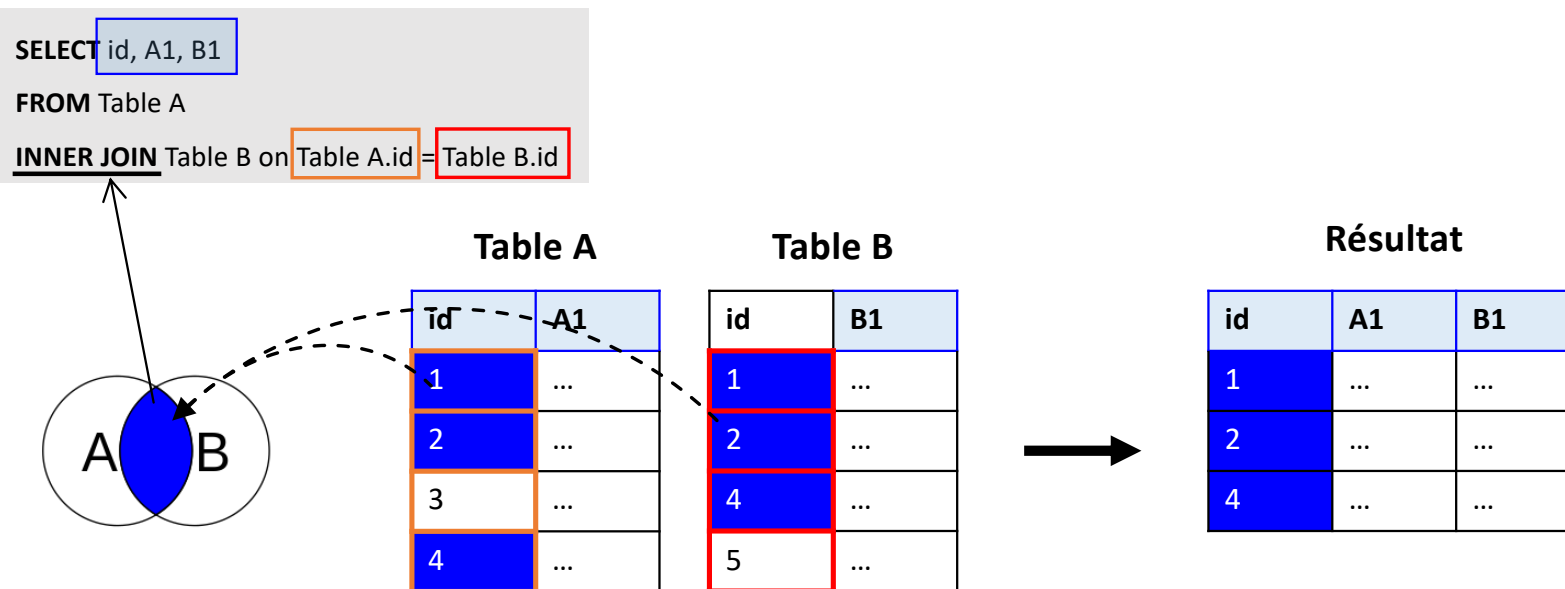 SELECT id, A1, B1
FROM Table A
INNER JOIN Table B on Table A.id = Table B.id
Table A
Table B
Résultat
id A1
id B1
id A1 B1
1 ...
1 ...
1 ... ...
2 ...
2 ...
2 ... ...
3 ...
4 ...
4 ... ...
4 ...
5 ...
A B